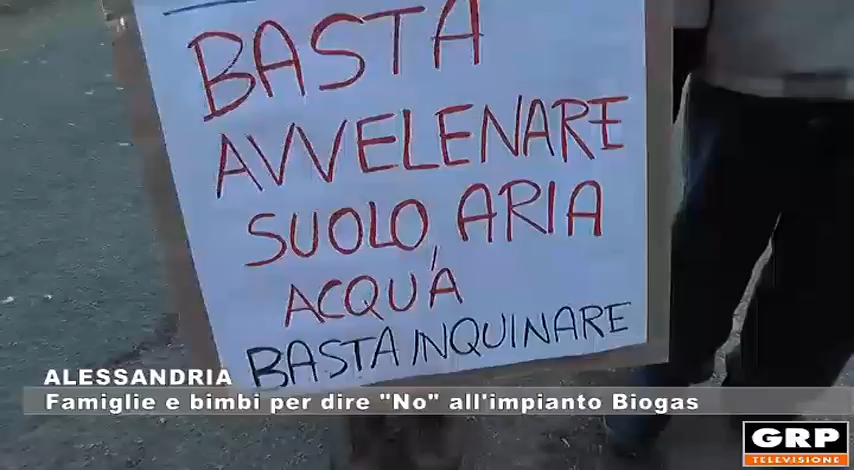 BASTA
AVVELENARE
SUOLO, ARIA
ACQUA
BASTA INQUINARE
ALESSANDRIA
Famiglie e bimbi per dire "No" all'impianto Biogas
GRP
TELEVISIONE